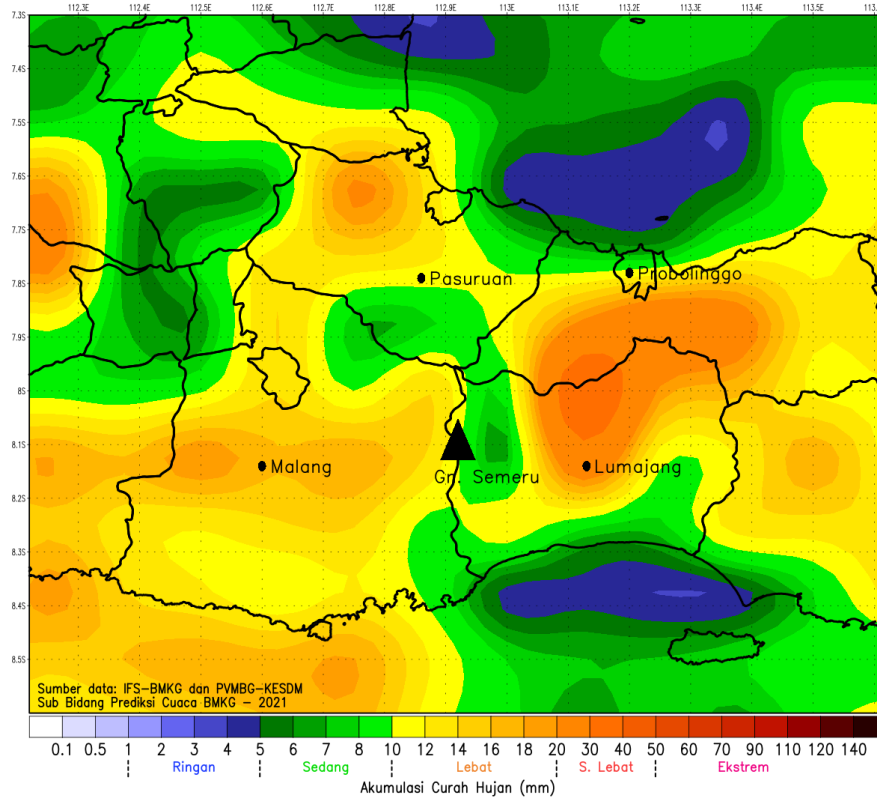 112.3E 112.4E 112.5E 112.6E 112.7E 112.8E 112.9E 113E 113.1E 113.2E 113.3E 113.4E 113.5E 113.
7.3S
7.4S
7.5S
7.6S
7.7S
7.8S
7.9S
8S
8.1S
8.2S
8.3S
8.4S
8.5S
Pasuruan
Probolinggo
Malang
Gn. Semeru
Lumajang
Sumber data: IFS-BMKG dan PVMBG-KESDM
Sub Bidang Prediksi Cuaca BMKG - 2021
0.1 0.5 1 2 3 4 5 6 7 8 10 12 14 16 18 20 30 40 50 60 70 90 110 120 140
Ringan Sedang Lebat S. Lebat Ekstrem
Akumulasi Curah Hujan (mm)